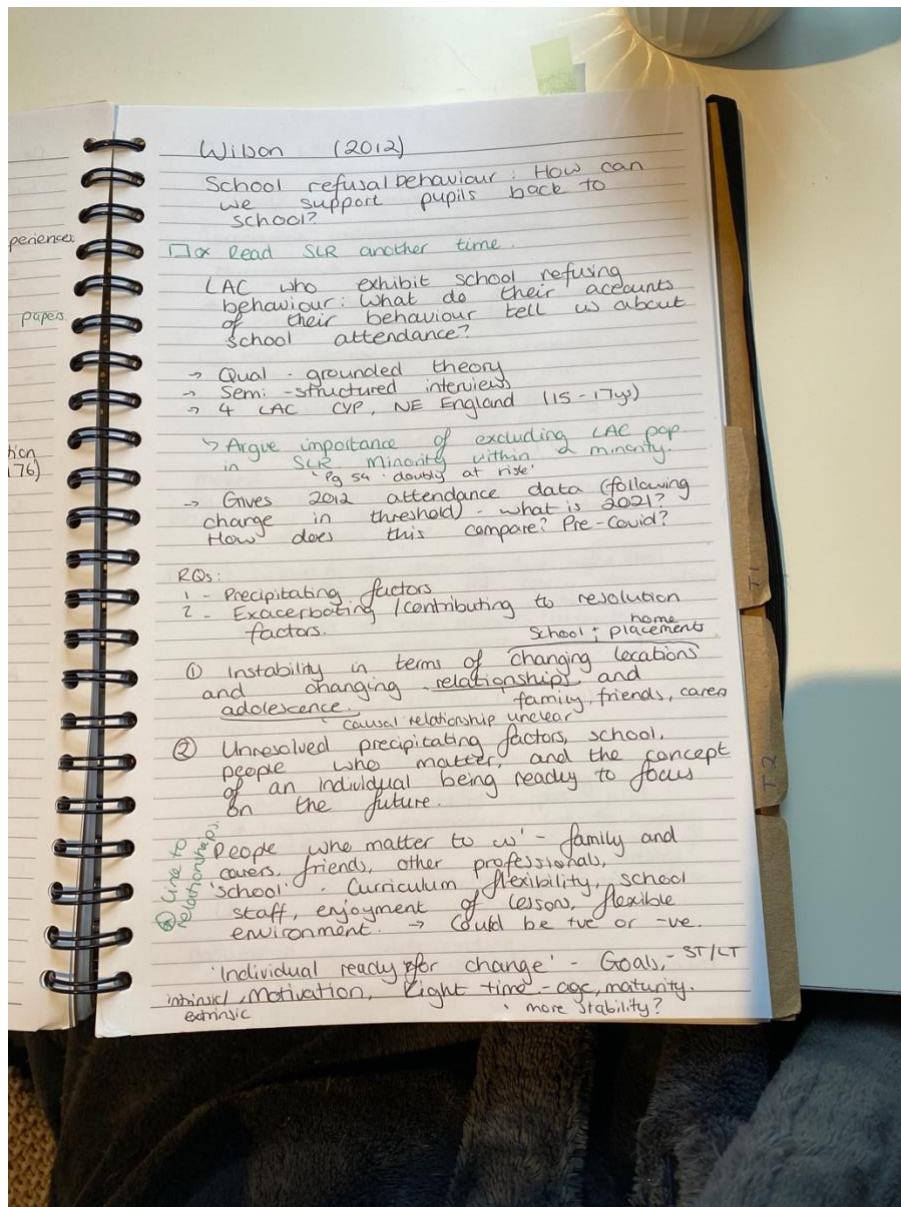 periences
papers
tion
176)
Wilson (2012)
School refusal behaviour : How can
we support pupils back to
school?
Read SLR another time.
LAC who exhibit school refusing
behaviour : What do their accounts
of their behaviour tell us about
school attendance?
→ Qual - grounded theory
→ Semi-structured interviews
→ 4 LAC CYP, NE England (15-17ys)
↳ Argue importance of excluding LAC pop
in SLR. Minority within a minority.
'Pg 54 · doubly at risk'
→ Gives 2012 attendance data (following
change in threshold) - what is 2021?
How does this compare? Pre-Covid?
RQs:
1 - Precipitating factors
2 - Exacerbating / contributing to resolution
factors.
home
School + placements
① Instability in terms of changing locations
and changing relationships and
family, friends, carers
adolescence.
causal relationship unclear
② Unresolved precipitating factors, school,
people who matter, and the concept
of an individual being ready to focus
on the future.
Link to
relationships
'People who matter to us' - family and
carers, friends, other professionals,
'school' - Curriculum flexibility, school
staff, enjoyment of lessons, flexible
environment. → Could be +ve or -ve.
'Individual ready for change' - Goals, - ST/LT
intrinsic/ Motivation, Right time - age, maturity.
extrinsic
more stability?
T1
T2